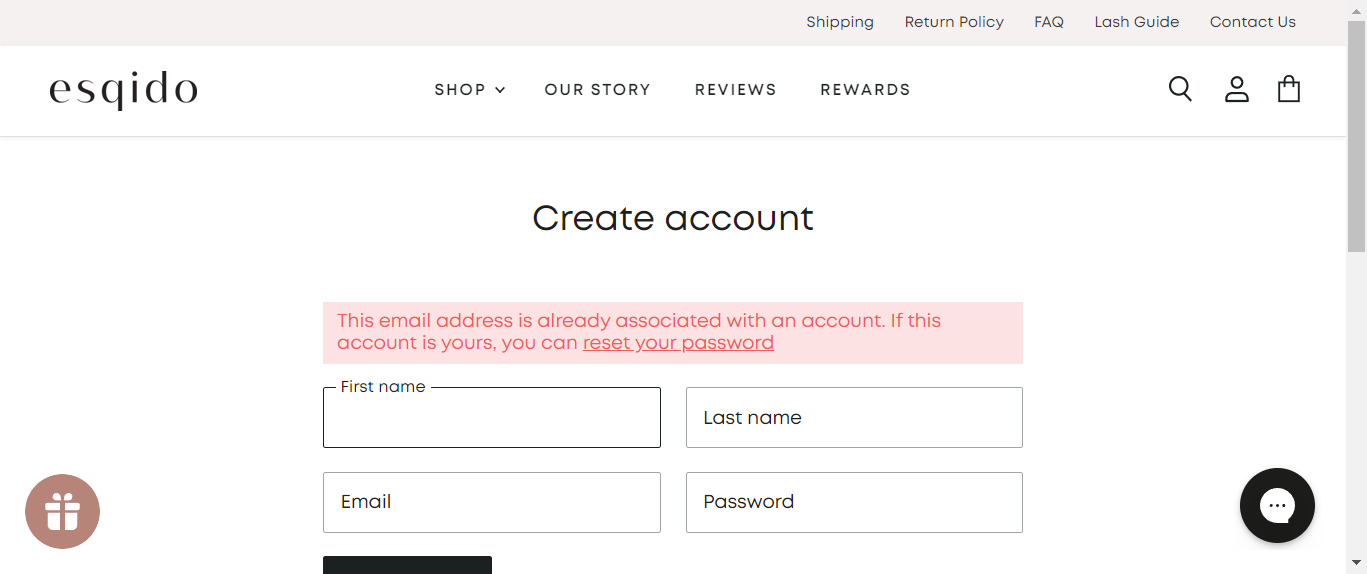 Shipping Return Policy FAQ Lash Guide Contact Us
esqido SHOP OUR STORY REVIEWS REWARDS
Create account
This email address is already associated with an account. If this
account is yours, you can reset your password
First name
Last name
Email Password